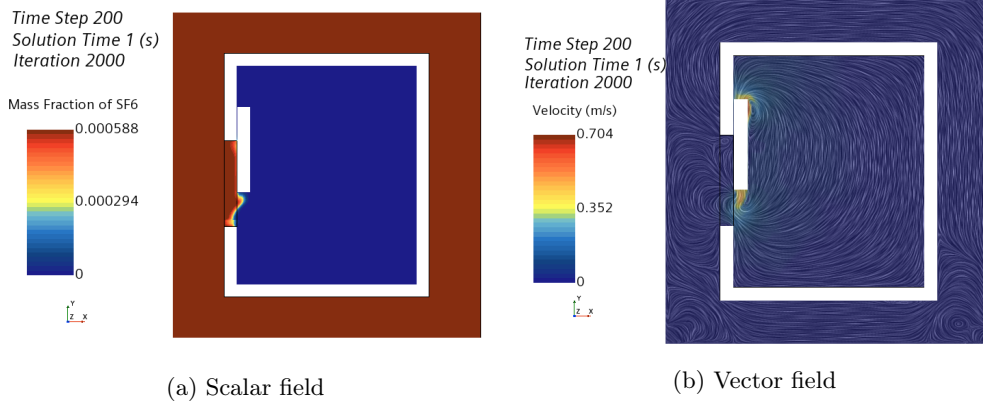 Time Step 200
Solution Time 1 (s)
Iteration 2000
Mass Fraction of SF6
0.000588
0.000294
0
Y
Z X
(a) Scalar field
Time Step 200
Solution Time 1 (s)
Iteration 2000
Velocity (m/s)
0.704
0.352
0
Y
Z X
(b) Vector field